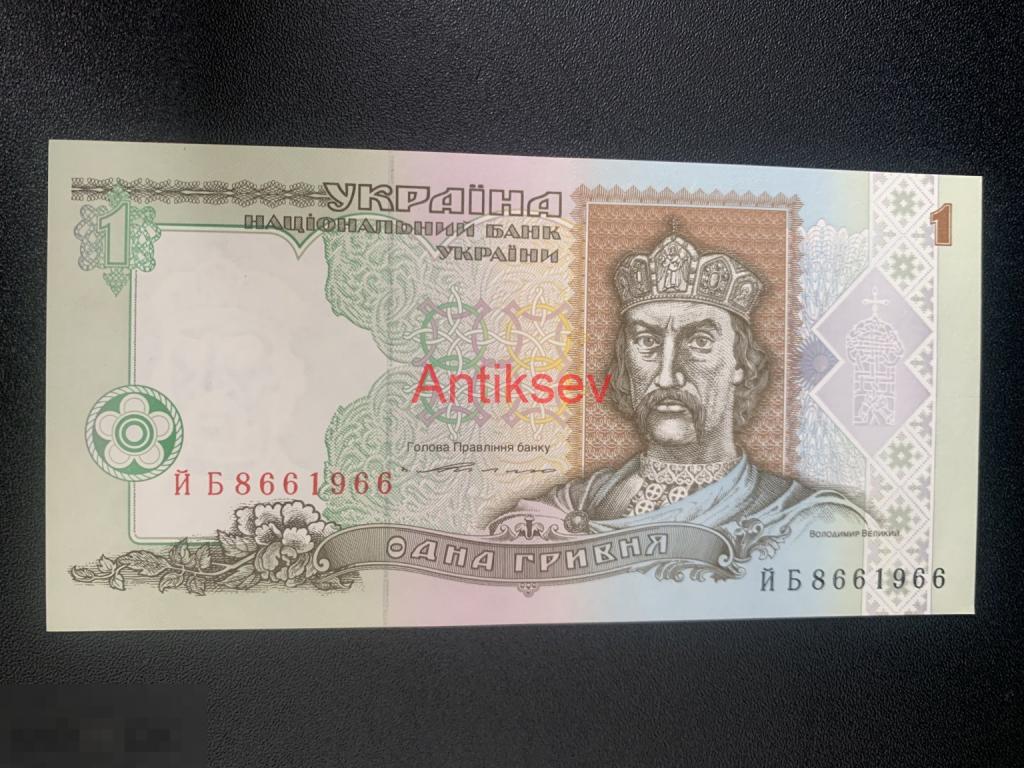 1
УКРАЇНА
НАЦІОНАЛЬНИЙ БАНК
УКРАЇНИ
1
Antiksev
Голова Правління банку
ЙБ8661966
ОДНА ГРИВНЯ
ВОЛОДИМИР ВЕЛИКИЙ
ЙБ8661966